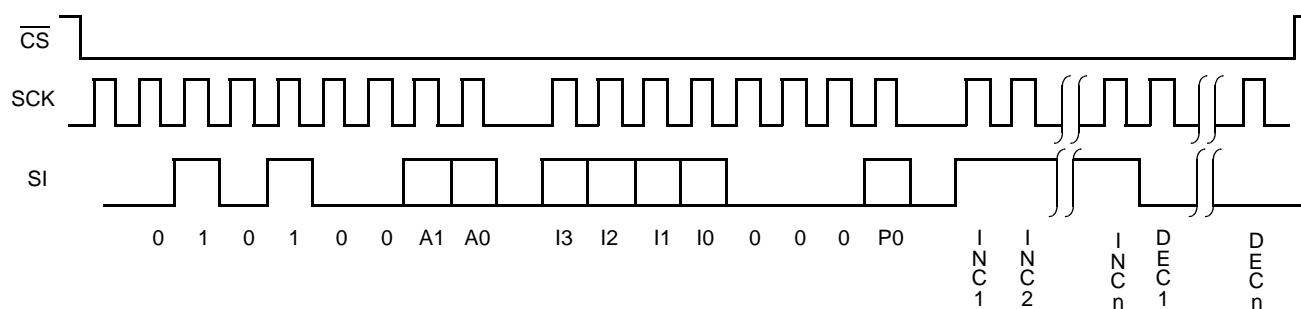 CS
SCK
SI
0 1 0 1 0 0 A1 A0 I3 I2 I1 I0 0 0 0 P0
INC1
INC2
INCn
DEC1
DECn